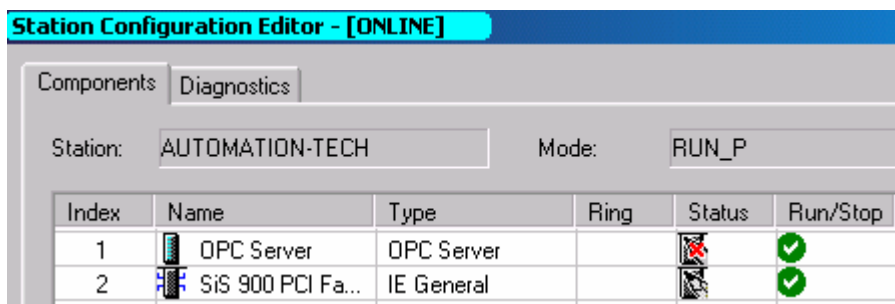 Station Configuration Editor - [ONLINE]
Components Diagnostics
Station: AUTOMATION-TECH Mode: RUN_P
Index Name Type Ring Status Run/Stop
1 OPC Server OPC Server
2 SiS 900 PCI Fa... IE General